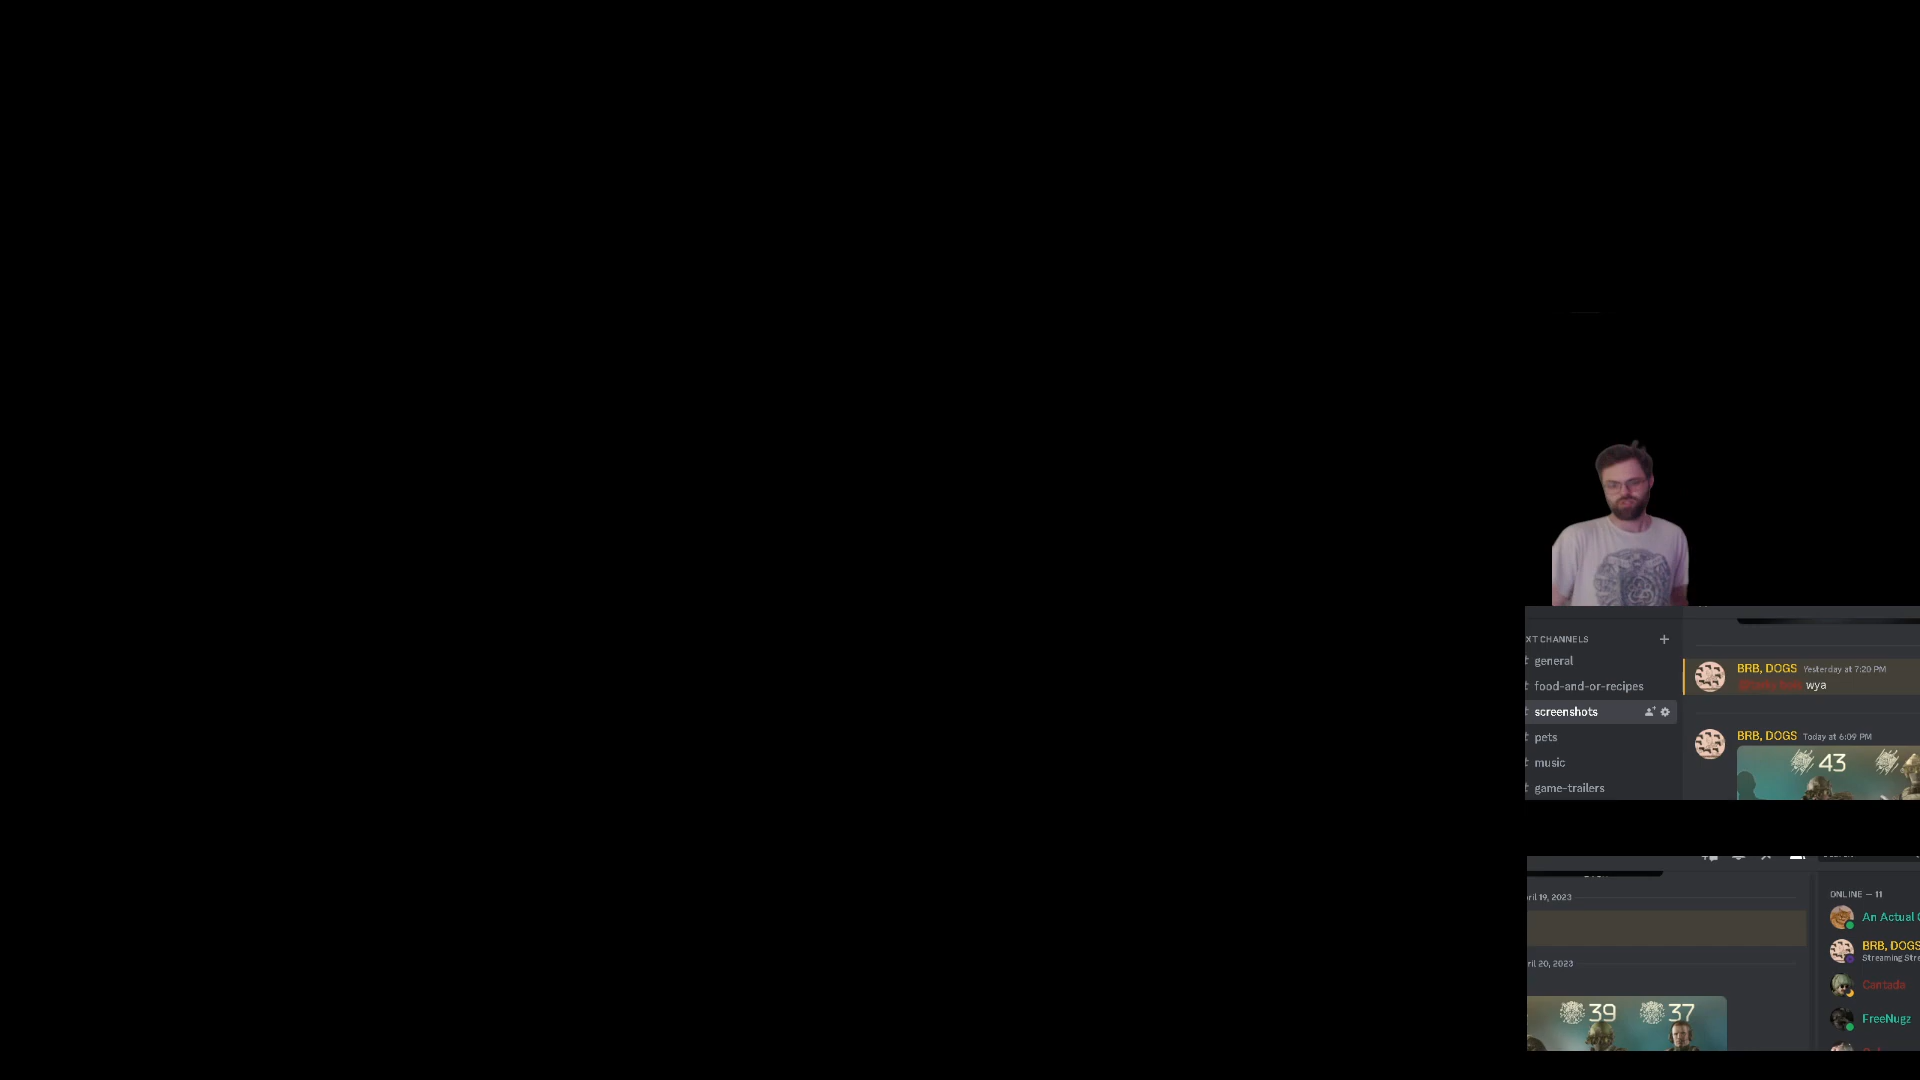 XT CHANNELS
general
food-and-or-recipes
screenshots
pets
music
game-trailers
BRB, DOGS Yesterday at 7:20 PM
wya
BRB, DOGS Today at 6:09 PM
43
ril 19, 2023
ril 20, 2023
39 37
ONLINE — 11
An Actual
BRB, DOGS
Streaming Stre
Cantada
FreeNugz